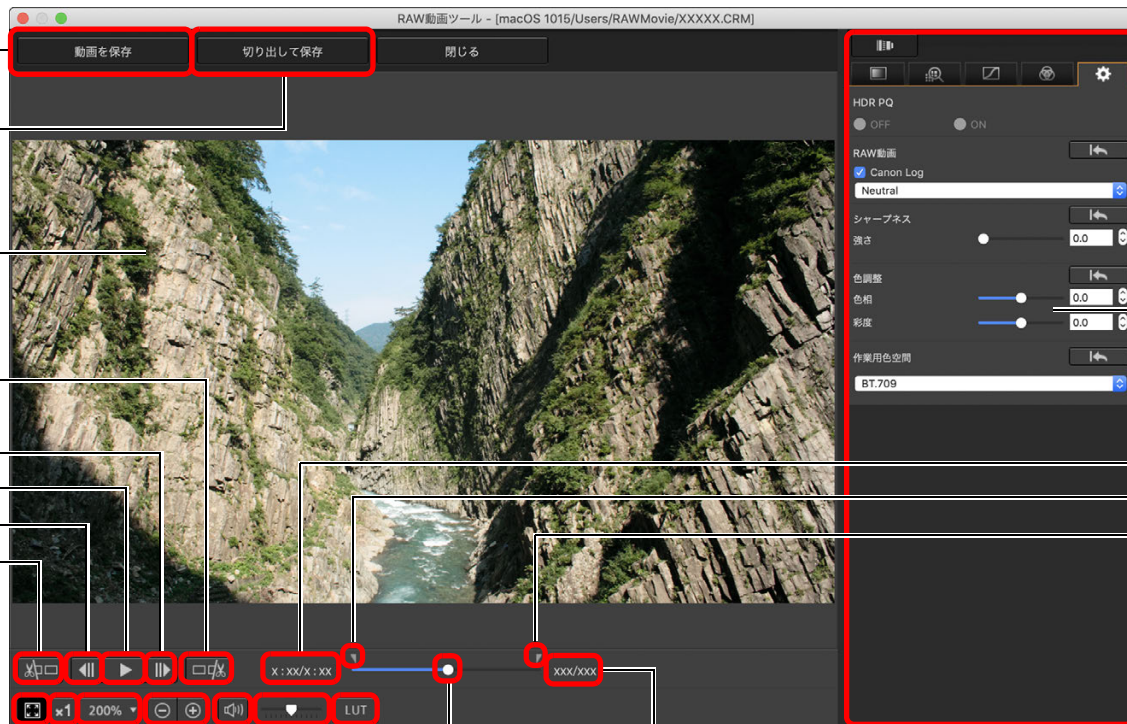 RAW動画ツール - [macOS 1015/Users/RAWMovie/XXXXX.CRM]
動画を保存
切り出して保存
閉じる
HDR PQ
OFF
ON
RAW動画
Canon Log
Neutral
シャープネス
強さ
0.0
色調整
色相
0.0
彩度
0.0
作業用色空間
BT.709
x:xx/x:xx
xxx/xxx
x1
200%
LUT